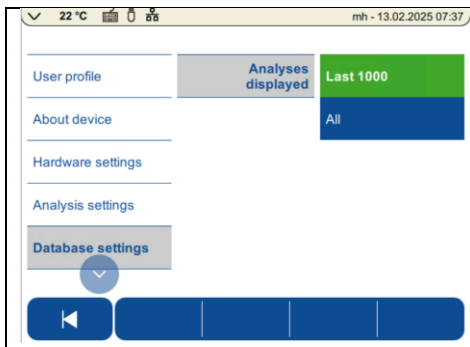 22 °C
mh - 13.02.2025 07:37
User profile
About device
Hardware settings
Analysis settings
Database settings
Analyses
displayed
Last 1000
All